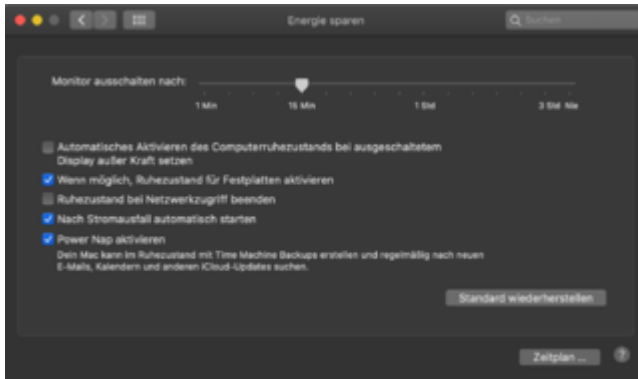 Energie sparen
Suchen
Monitor ausschalten nach:
1 Min 15 Min 1 Std 3 Std Nie
Automatisches Aktivieren des Computerruhezustands bei ausgeschaltetem
Display außer Kraft setzen
Wenn möglich, Ruhezustand für Festplatten aktivieren
Ruhezustand bei Netzwerkzugriff beenden
Nach Stromausfall automatisch starten
Power Nap aktivieren
Dein Mac kann im Ruhezustand mit Time Machine Backups erstellen und regelmäßig nach neuen
E-Mails, Kalendern und anderen iCloud-Updates suchen.
Standard wiederherstellen
Zeitplan ... ?